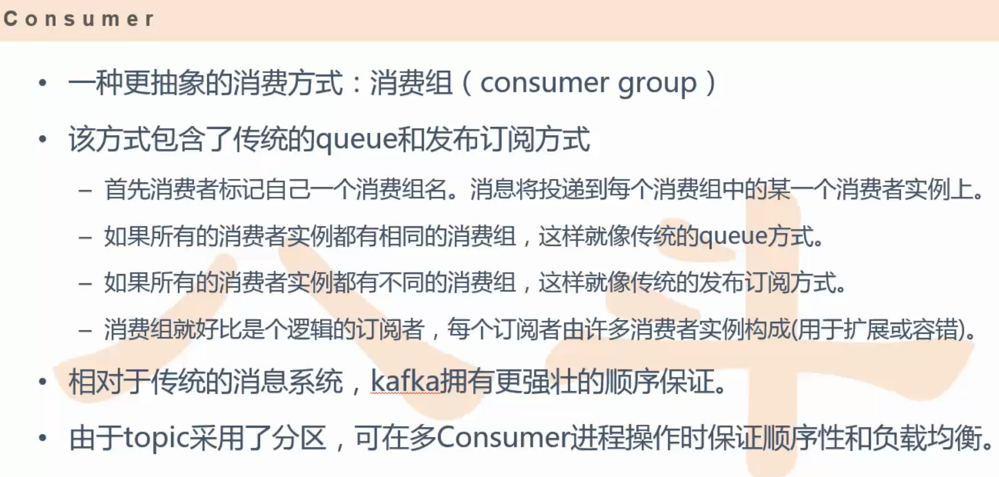 Consumer
• 一种更抽象的消费方式：消费组（consumer group）
• 该方式包含了传统的queue和发布订阅方式
– 首先消费者标记自己一个消费组名。消息将投递到每个消费组中的某一个消费者实例上。
– 如果所有的消费者实例都有相同的消费组，这样就像传统的queue方式。
– 如果所有的消费者实例都有不同的消费组，这样就像传统的发布订阅方式。
– 消费组就好比是个逻辑的订阅者，每个订阅者由许多消费者实例构成(用于扩展或容错)。
• 相对于传统的消息系统，kafka拥有更强壮的顺序保证。
• 由于topic采用了分区，可在多Consumer进程操作时保证顺序性和负载均衡。
八斗